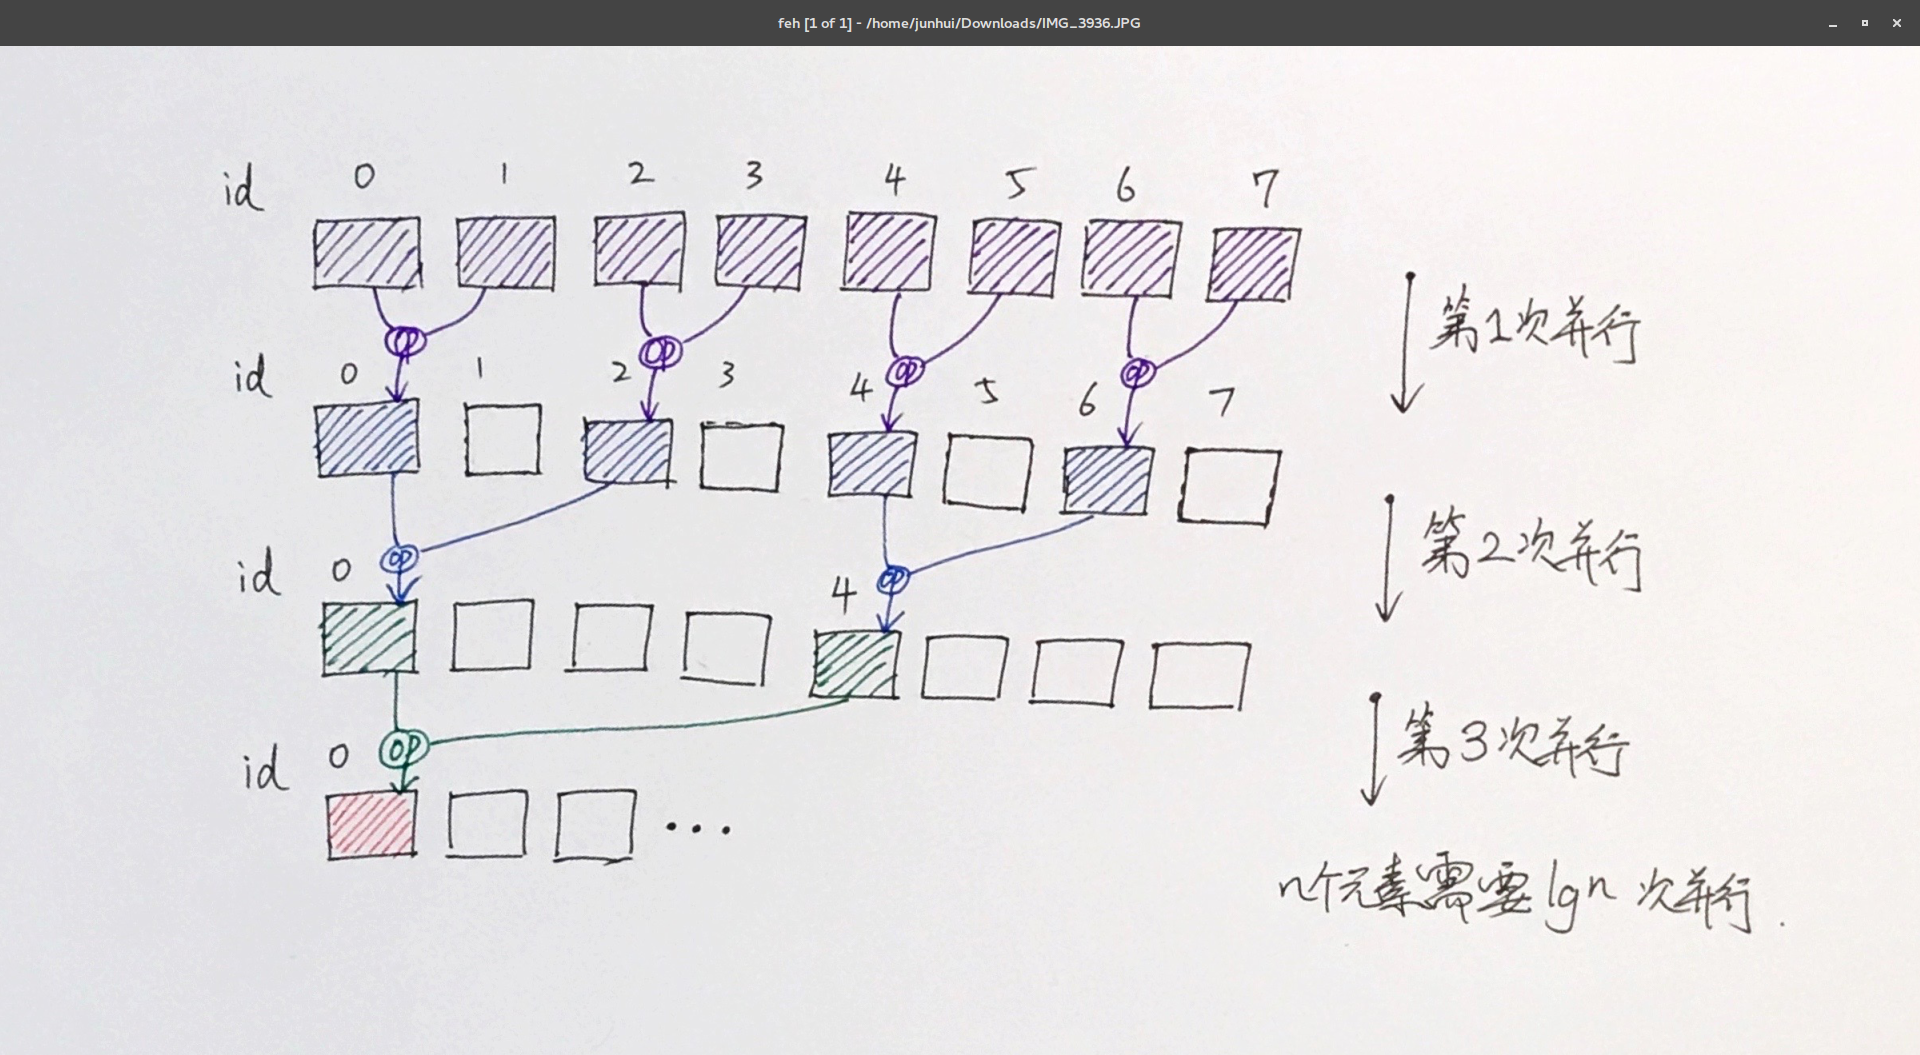 feh [1 of 1] - /home/junhui/Downloads/IMG_3936.JPG
id 0 1 2 3 4 5 6 7
op op op op
第1次并行
id 0 1 2 3 4 5 6 7
op op
第2次并行
id 0 4
op
第3次并行
id 0
...
n个元素需要lgn次并行.